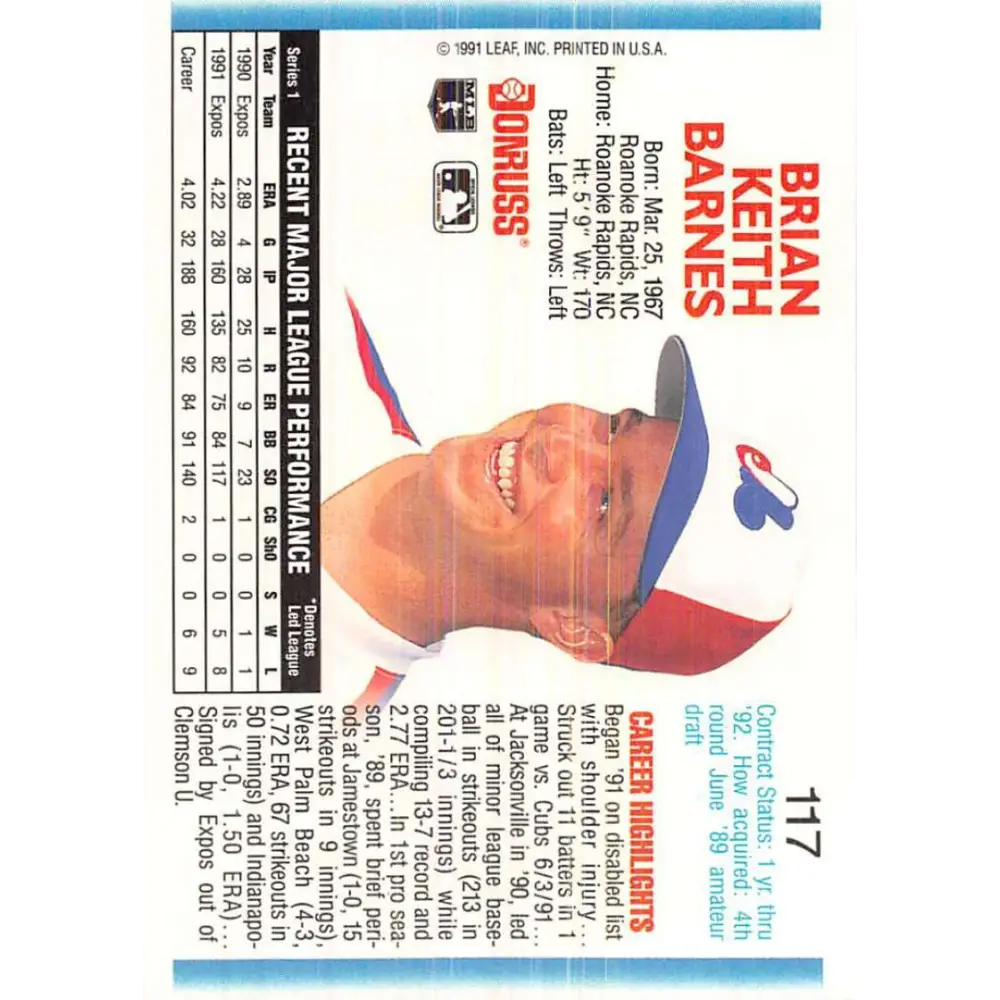 117
BRIAN
KEITH
BARNES
Contract Status: 1 yr. thru
'92. How acquired: 4th
round June '89 amateur
draft
Born: Mar. 25, 1967
Roanoke Rapids, NC
Home: Roanoke Rapids, NC
Ht: 5'9" Wt: 170
Bats: Left Throws: Left
DONRUSS®
MLB
© 1991 LEAF, INC. PRINTED IN U.S.A.
CAREER HIGHLIGHTS
Began '91 on disabled list
with shoulder injury...
Struck out 11 batters in 1
game vs. Cubs 6/3/91...
At Jacksonville in '90, led
all of minor league base-
ball in strikeouts (213 in
201-1/3 innings) while
compiling 13-7 record and
2.77 ERA...In 1st pro sea-
son, '89, spent brief peri-
ods at Jamestown (1-0, 15
strikeouts in 9 innings),
West Palm Beach (4-3,
0.72 ERA, 67 strikeouts in
50 innings) and Indianapo-
lis (1-0, 1.50 ERA)...
Signed by Expos out of
Clemson U.
Series 1 RECENT MAJOR LEAGUE PERFORMANCE *Denotes Led League
Year Team ERA G IP H R ER BB SO CG ShO S W L
1990 Expos 2.89 4 28 25 10 9 7 23 1 0 0 1 1
1991 Expos 4.22 28 160 135 82 75 84 117 1 0 0 5 8
Career 4.02 32 188 160 92 84 91 140 2 0 0 6 9